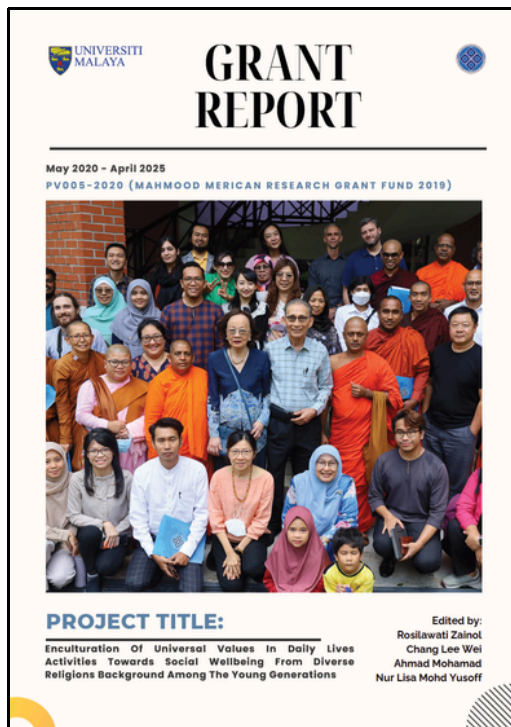 UNIVERSITI
MALAYA
GRANT
REPORT
May 2020 - April 2025
PV005-2020 (MAHMOOD MERICAN RESEARCH GRANT FUND 2019)
PROJECT TITLE:
Enculturation Of Universal Values In Daily Lives
Activities Towards Social Wellbeing From Diverse
Religions Background Among The Young Generations
Edited by:
Rosilawati Zainol
Chang Lee Wei
Ahmad Mohamad
Nur Lisa Mohd Yusoff